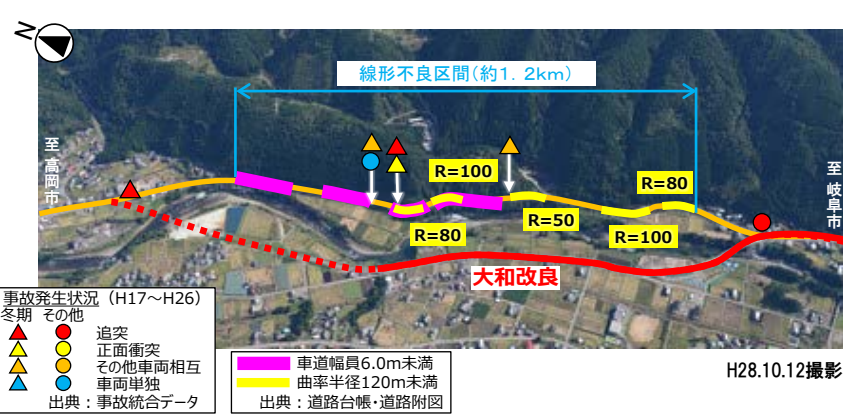 N
線形不良区間(約1.2km)
至 高岡市
至 岐阜市
R=100
R=80
R=80
R=50
R=100
大和改良
事故発生状況(H17～H26)
冬期 その他
追突
正面衝突
その他車両相互
車両単独
出典:事故統合データ
車道幅員6.0m未満
曲率半径120m未満
出典:道路台帳・道路附図
H28.10.12撮影